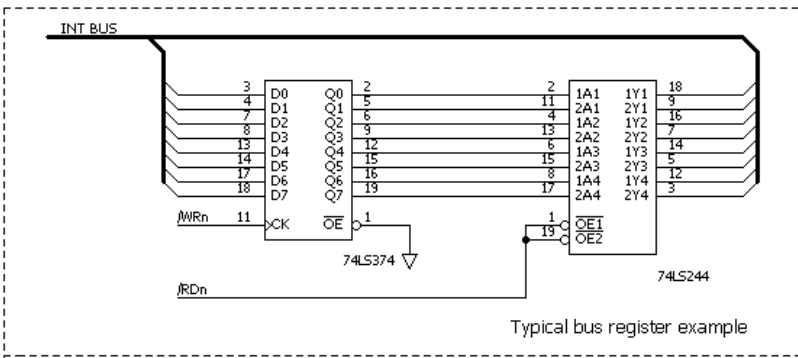 INT BUS
3 D0 Q0 2 2 1A1 1Y1 18
4 D1 Q1 5 11 2A1 2Y1 9
7 D2 Q2 6 4 1A2 1Y2 16
8 D3 Q3 9 13 2A2 2Y2 7
13 D4 Q4 12 6 1A3 1Y3 14
14 D5 Q5 15 15 2A3 2Y3 5
17 D6 Q6 16 8 1A4 1Y4 12
18 D7 Q7 19 17 2A4 2Y4 3
/WRn 11 CK OE 1 1 OE1
19 OE2
74LS374
74LS244
/RDn
Typical bus register example